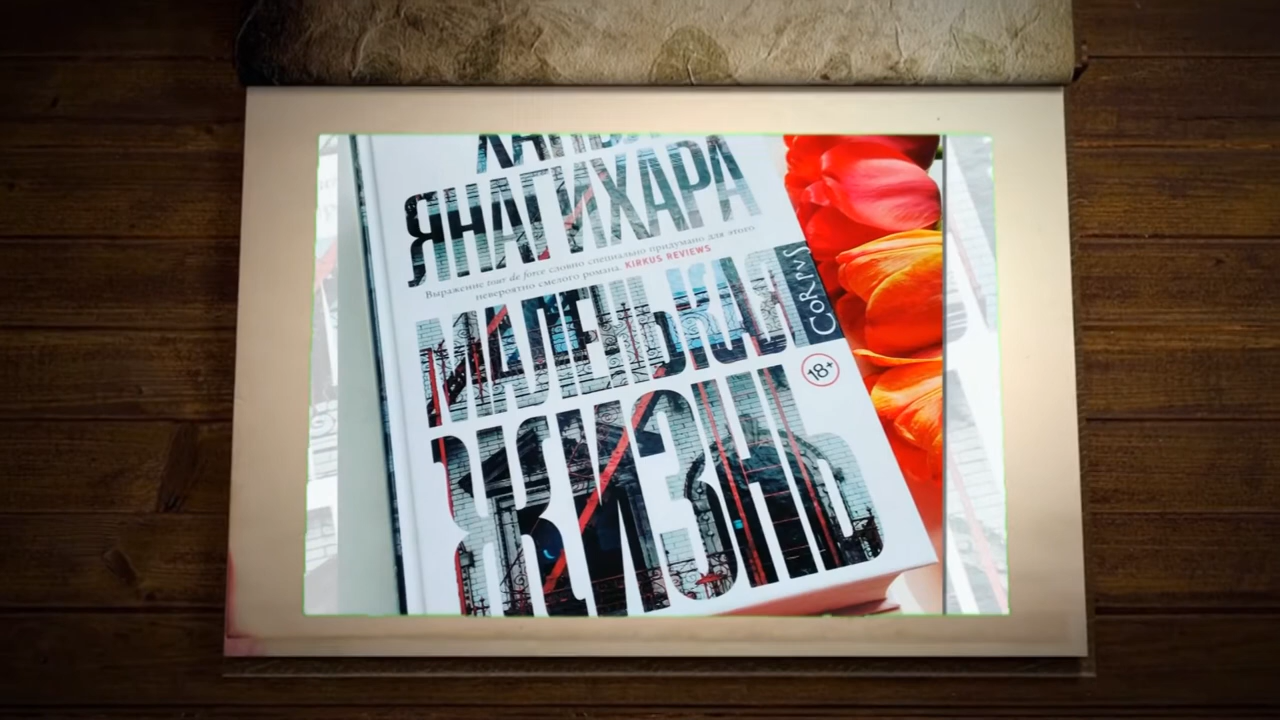 ЯНАГИХАРА
Выражение tour de force словно специально придумано для этого
невероятно смелого романа. KIRKUS REVIEWS
МАЛЕНЬКАЯ
CORPUS
18+
ЖИЗНЬ